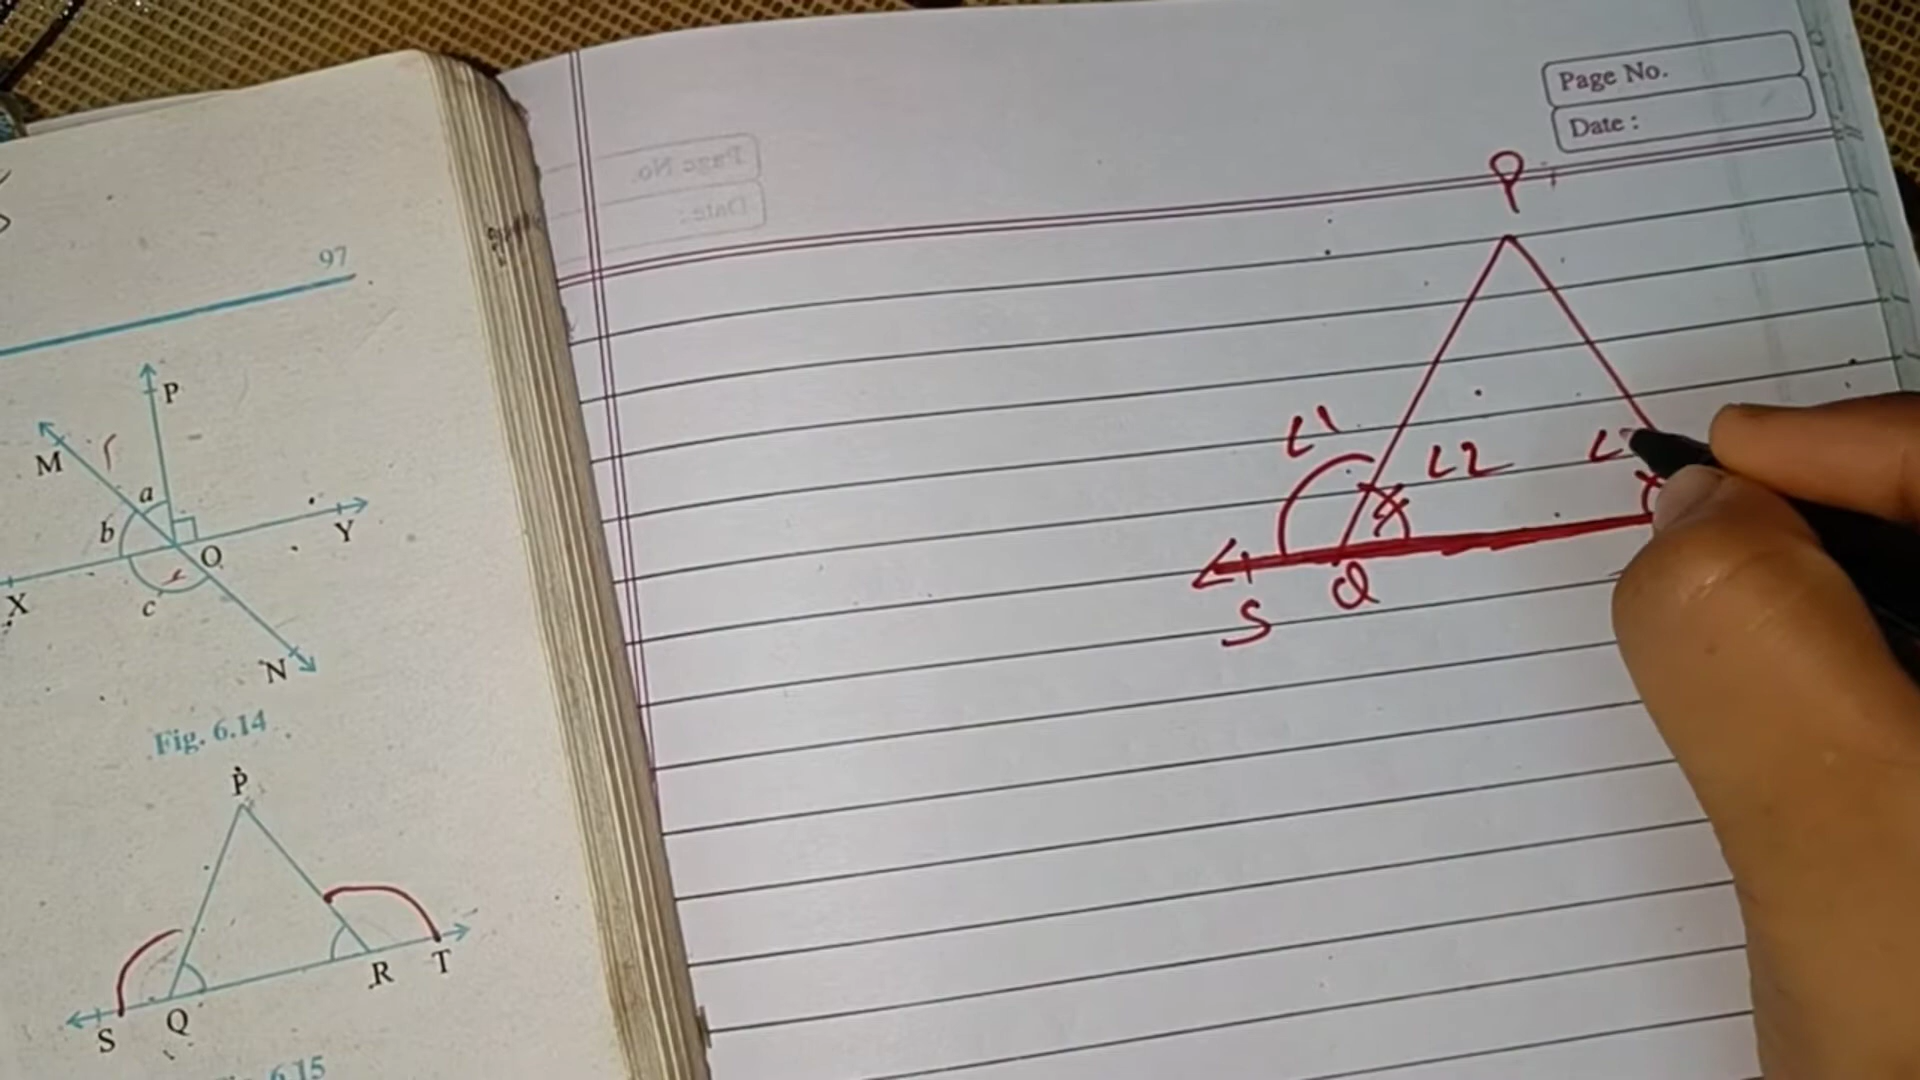 97
P
M
a
b
O
Y
X
c
N
Fig. 6.14
P
S
Q
R
T
6.15
Page No.
Date :
P
∠1
∠2
∠
Q
S